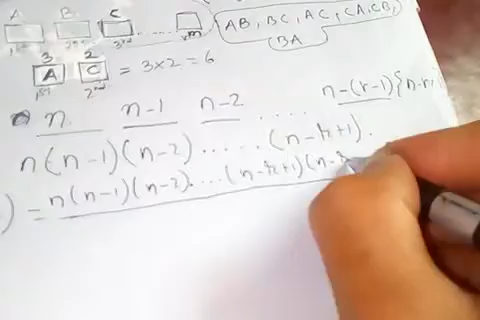 A B C
1st 2nd 3rd ...... m
AB, BC, AC, CA, CB,
BA
3 2
A C = 3×2 = 6
1st 2nd
n n-1 n-2 .... n-(r-1)
n(n-1)(n-2) ..... (n-r+1).
) = n(n-1)(n-2). ... (n-r+1)(n-r